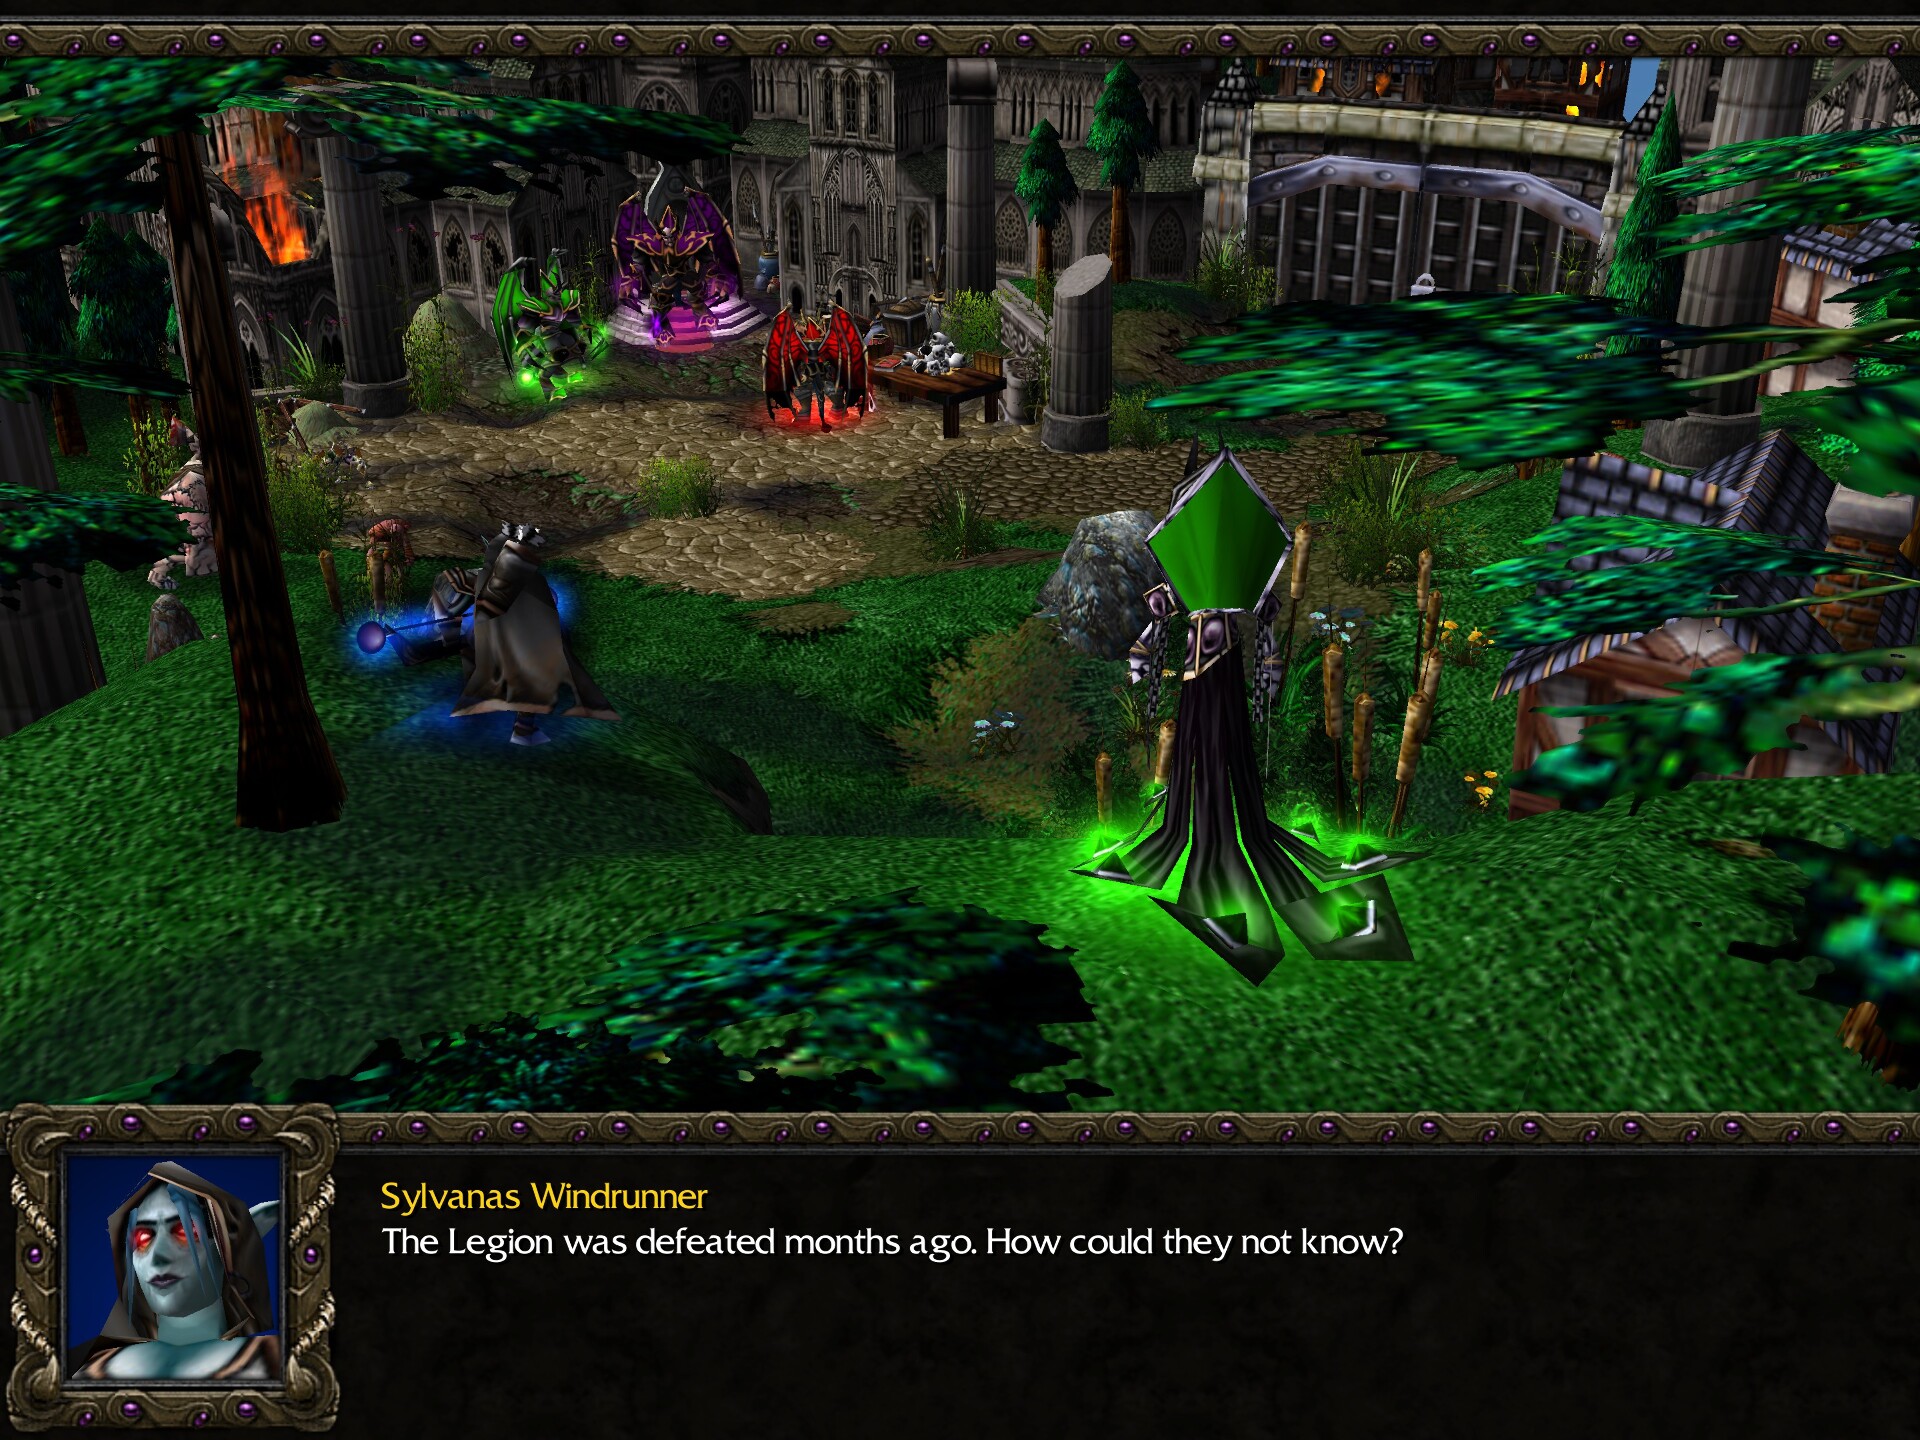 Sylvanas Windrunner
The Legion was defeated months ago. How could they not know?